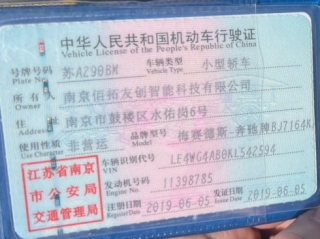 中华人民共和国机动车行驶证
Vehicle License of the People's Republic of China
号牌号码 苏AZ90BM 车辆类型 小型轿车
Plate No. Vehicle Type
所有人 南京佰拓友创智能科技有限公司
Owner
住址 南京市鼓楼区水佑岗6号
Address
使用性质 非营运 品牌型号 梅赛德斯-奔驰牌BJ7164
Use Character Model
江苏省南京 车辆识别代号 LE4WG4AB0KL542594
VIN
市公安局 发动机号码 11398785
Engine No.
交通管理局 注册日期 2019-06-05 发证日期 2019-06-05
Register Date Issue Date